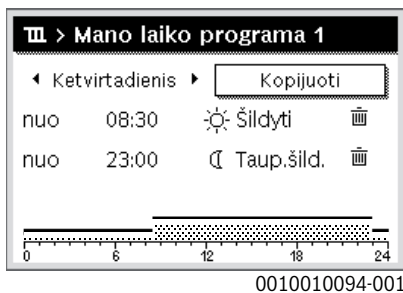 > Mano laiko programa 1
Ketvirtadienis Kopijuoti
nuo 08:30 Šildyti
nuo 23:00 Taup.šild.
0 6 12 18 24
0010010094-001